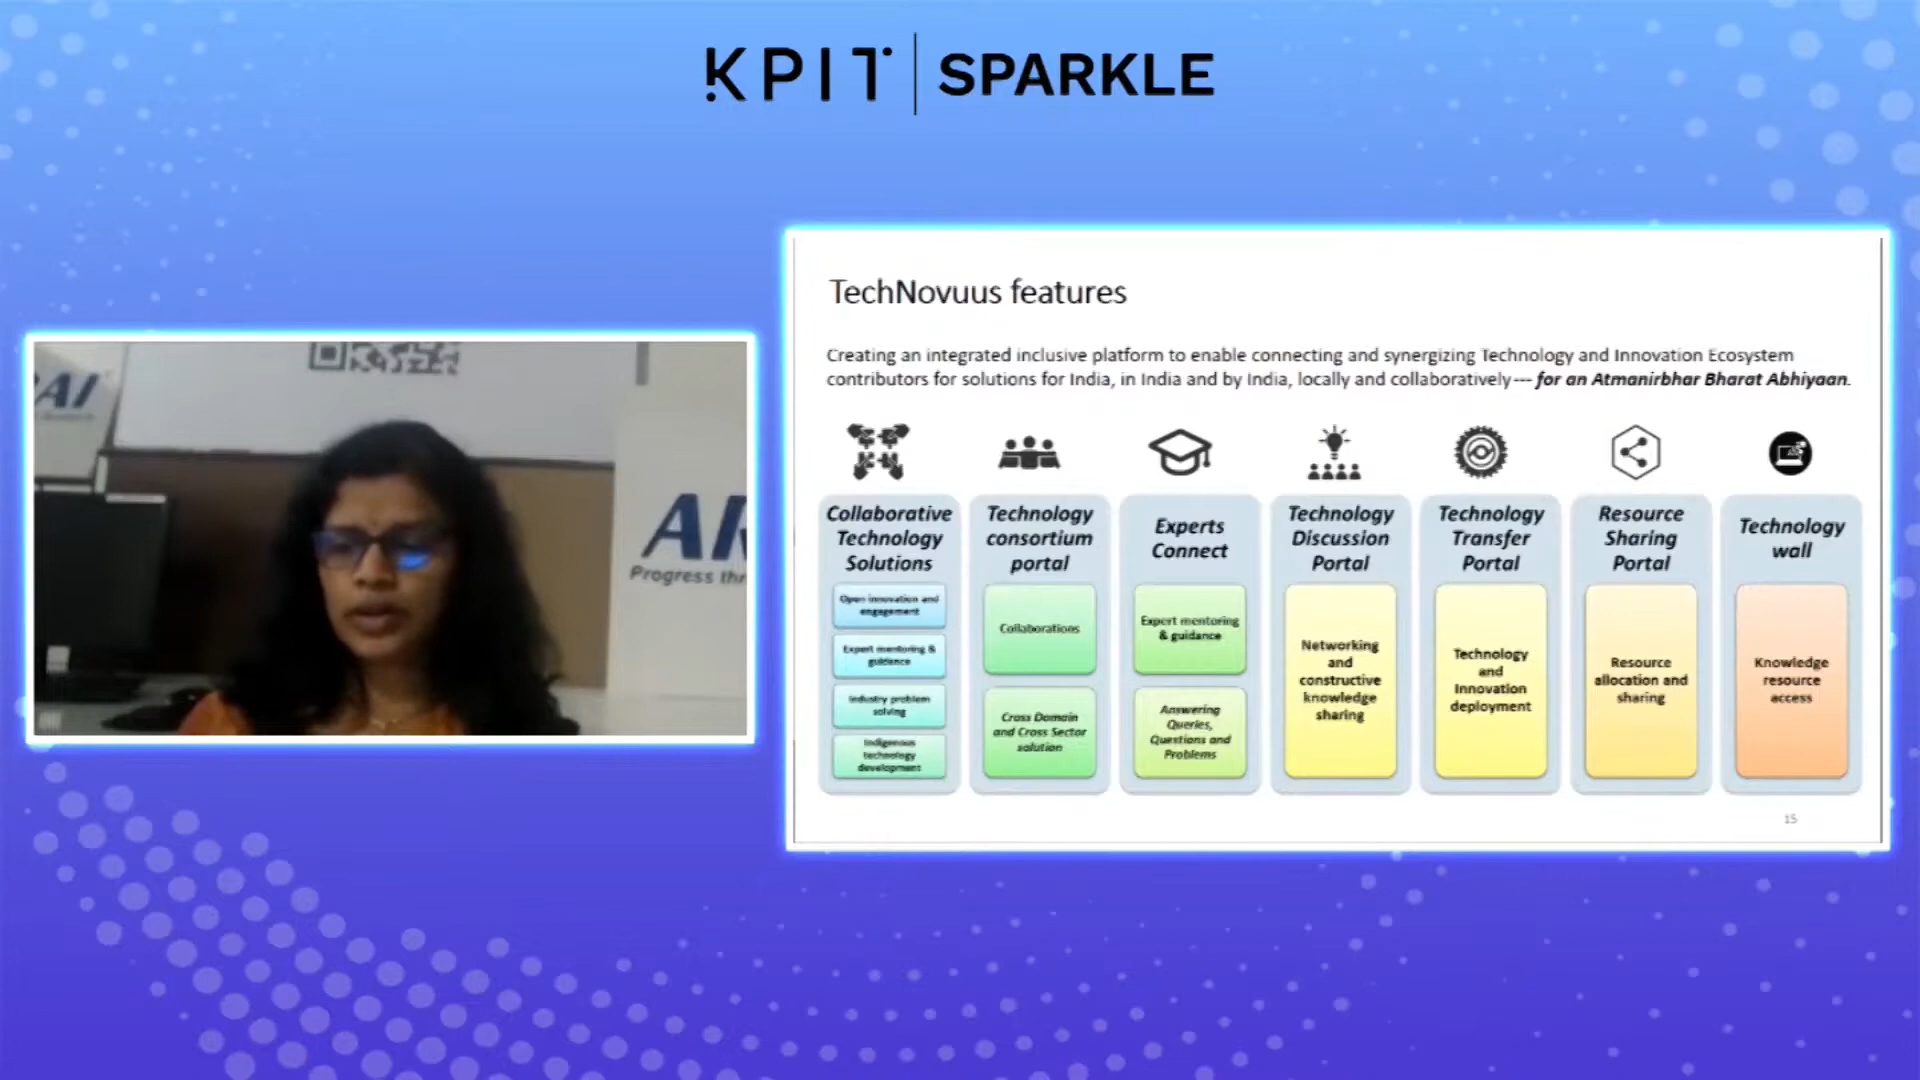 KPIT | SPARKLE
RAI
AR
Progress thr
TechNovuus features
Creating an integrated inclusive platform to enable connecting and synergizing Technology and Innovation Ecosystem
contributors for solutions for India, in India and by India, locally and collaboratively--- for an Atmanirbhar Bharat Abhiyaan.
Collaborative
Technology
Solutions
Open innovation and
engagement
Expert mentoring &
guidance
Industry problem
solving
Indigenous
technology
development
Technology
consortium
portal
Collaborations
Cross Domain
and Cross Sector
solution
Experts
Connect
Expert mentoring
& guidance
Answering
Queries,
Questions and
Problems
Technology
Discussion
Portal
Networking
and
constructive
knowledge
sharing
Technology
Transfer
Portal
Technology
and
Innovation
deployment
Resource
Sharing
Portal
Resource
allocation and
sharing
Technology
wall
Knowledge
resource
access
15